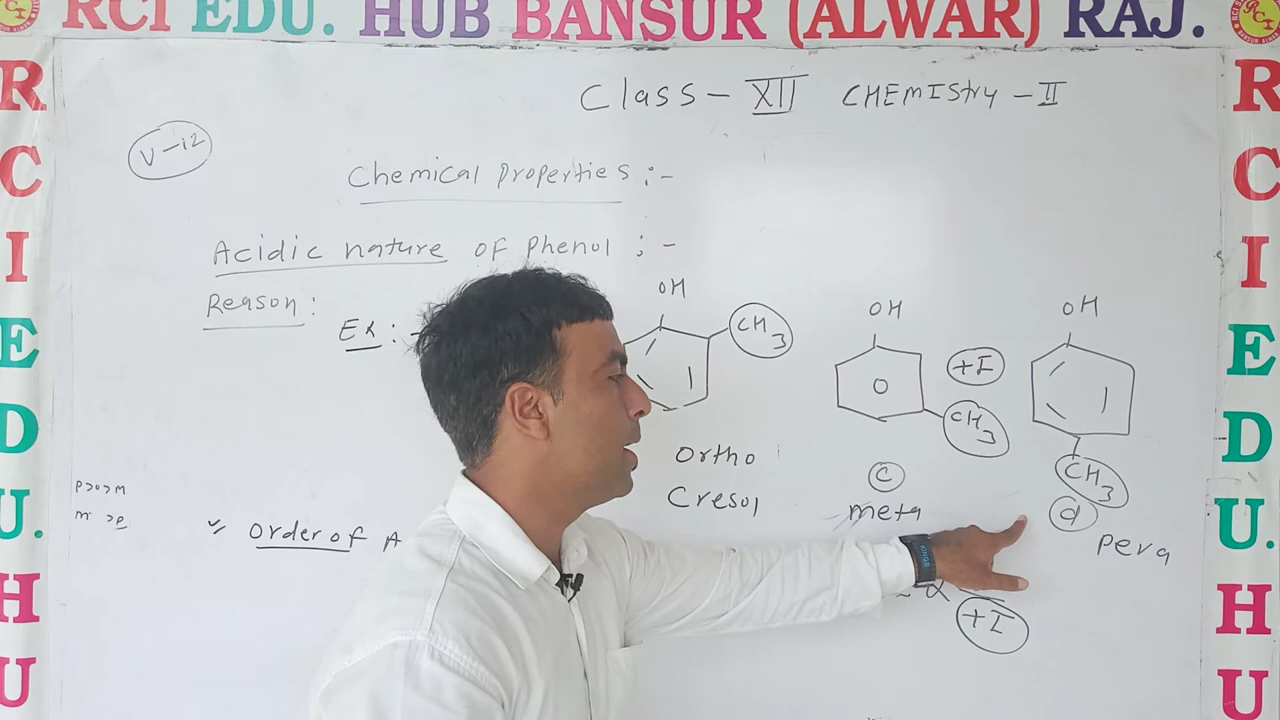 RCI EDU. HUB BANSUR (ALWAR) RAJ.
R
C
I
E
D
U.
H
U
R
C
I
E
D
U.
H
U
Class - XII CHEMIStry - II
V-12
Chemical properties :-
Acidic nature of phenol ; -
Reason :
Ex : -
OH
CH3
Ortho
Cresol
OH
+I
CH3
C
meta
OH
CH3
d
pera
p>o>m
m >p
Order of A
α
+I